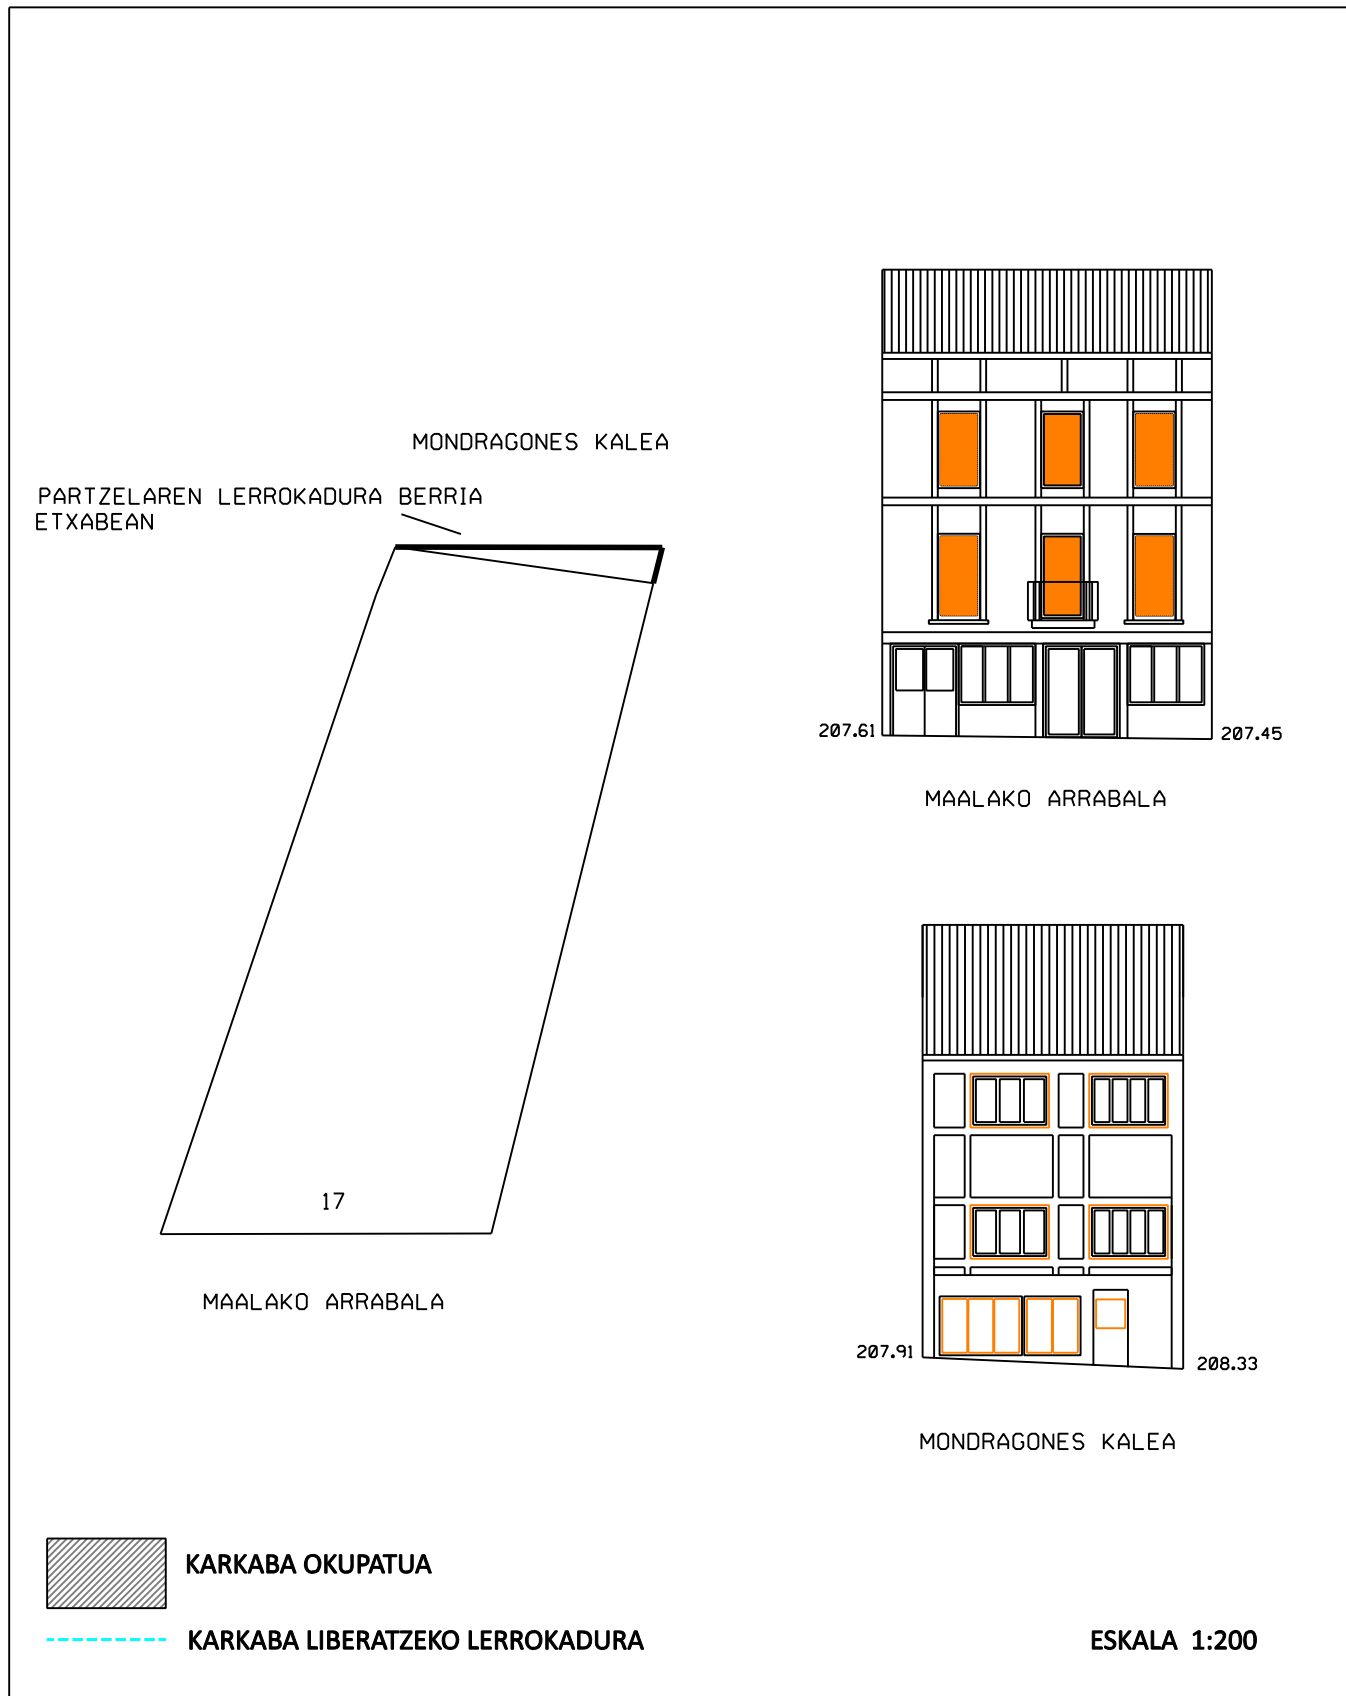 MONDRAGONES KALEA
PARTZELAREN LERROKADURA BERRIA
ETXABEAN
17
MAALAKO ARRABALA
207.61
207.45
MAALAKO ARRABALA
207.91
208.33
MONDRAGONES KALEA
KARKABA OKUPATUA
KARKABA LIBERATZEKO LERROKADURA
ESKALA 1:200